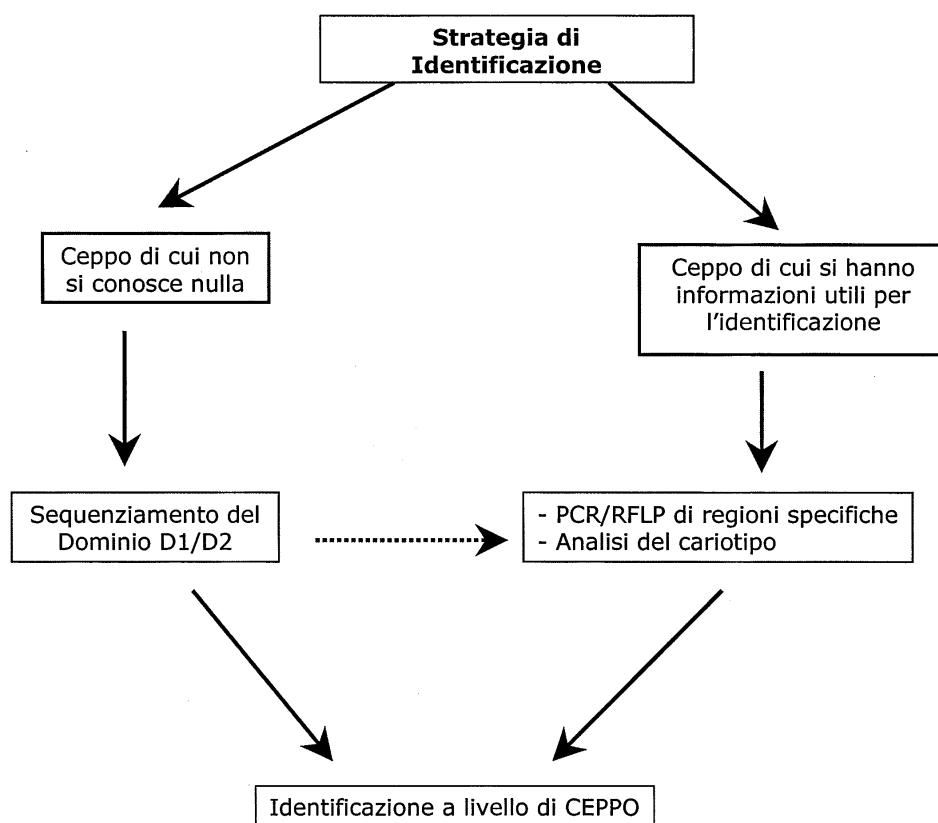 Strategia di
Identificazione
Ceppo di cui non
si conosce nulla
Ceppo di cui si hanno
informazioni utili per
l'identificazione
Sequenziamento del
Dominio D1/D2
- PCR/RFLP di regioni specifiche
- Analisi del cariotipo
Identificazione a livello di CEPPO